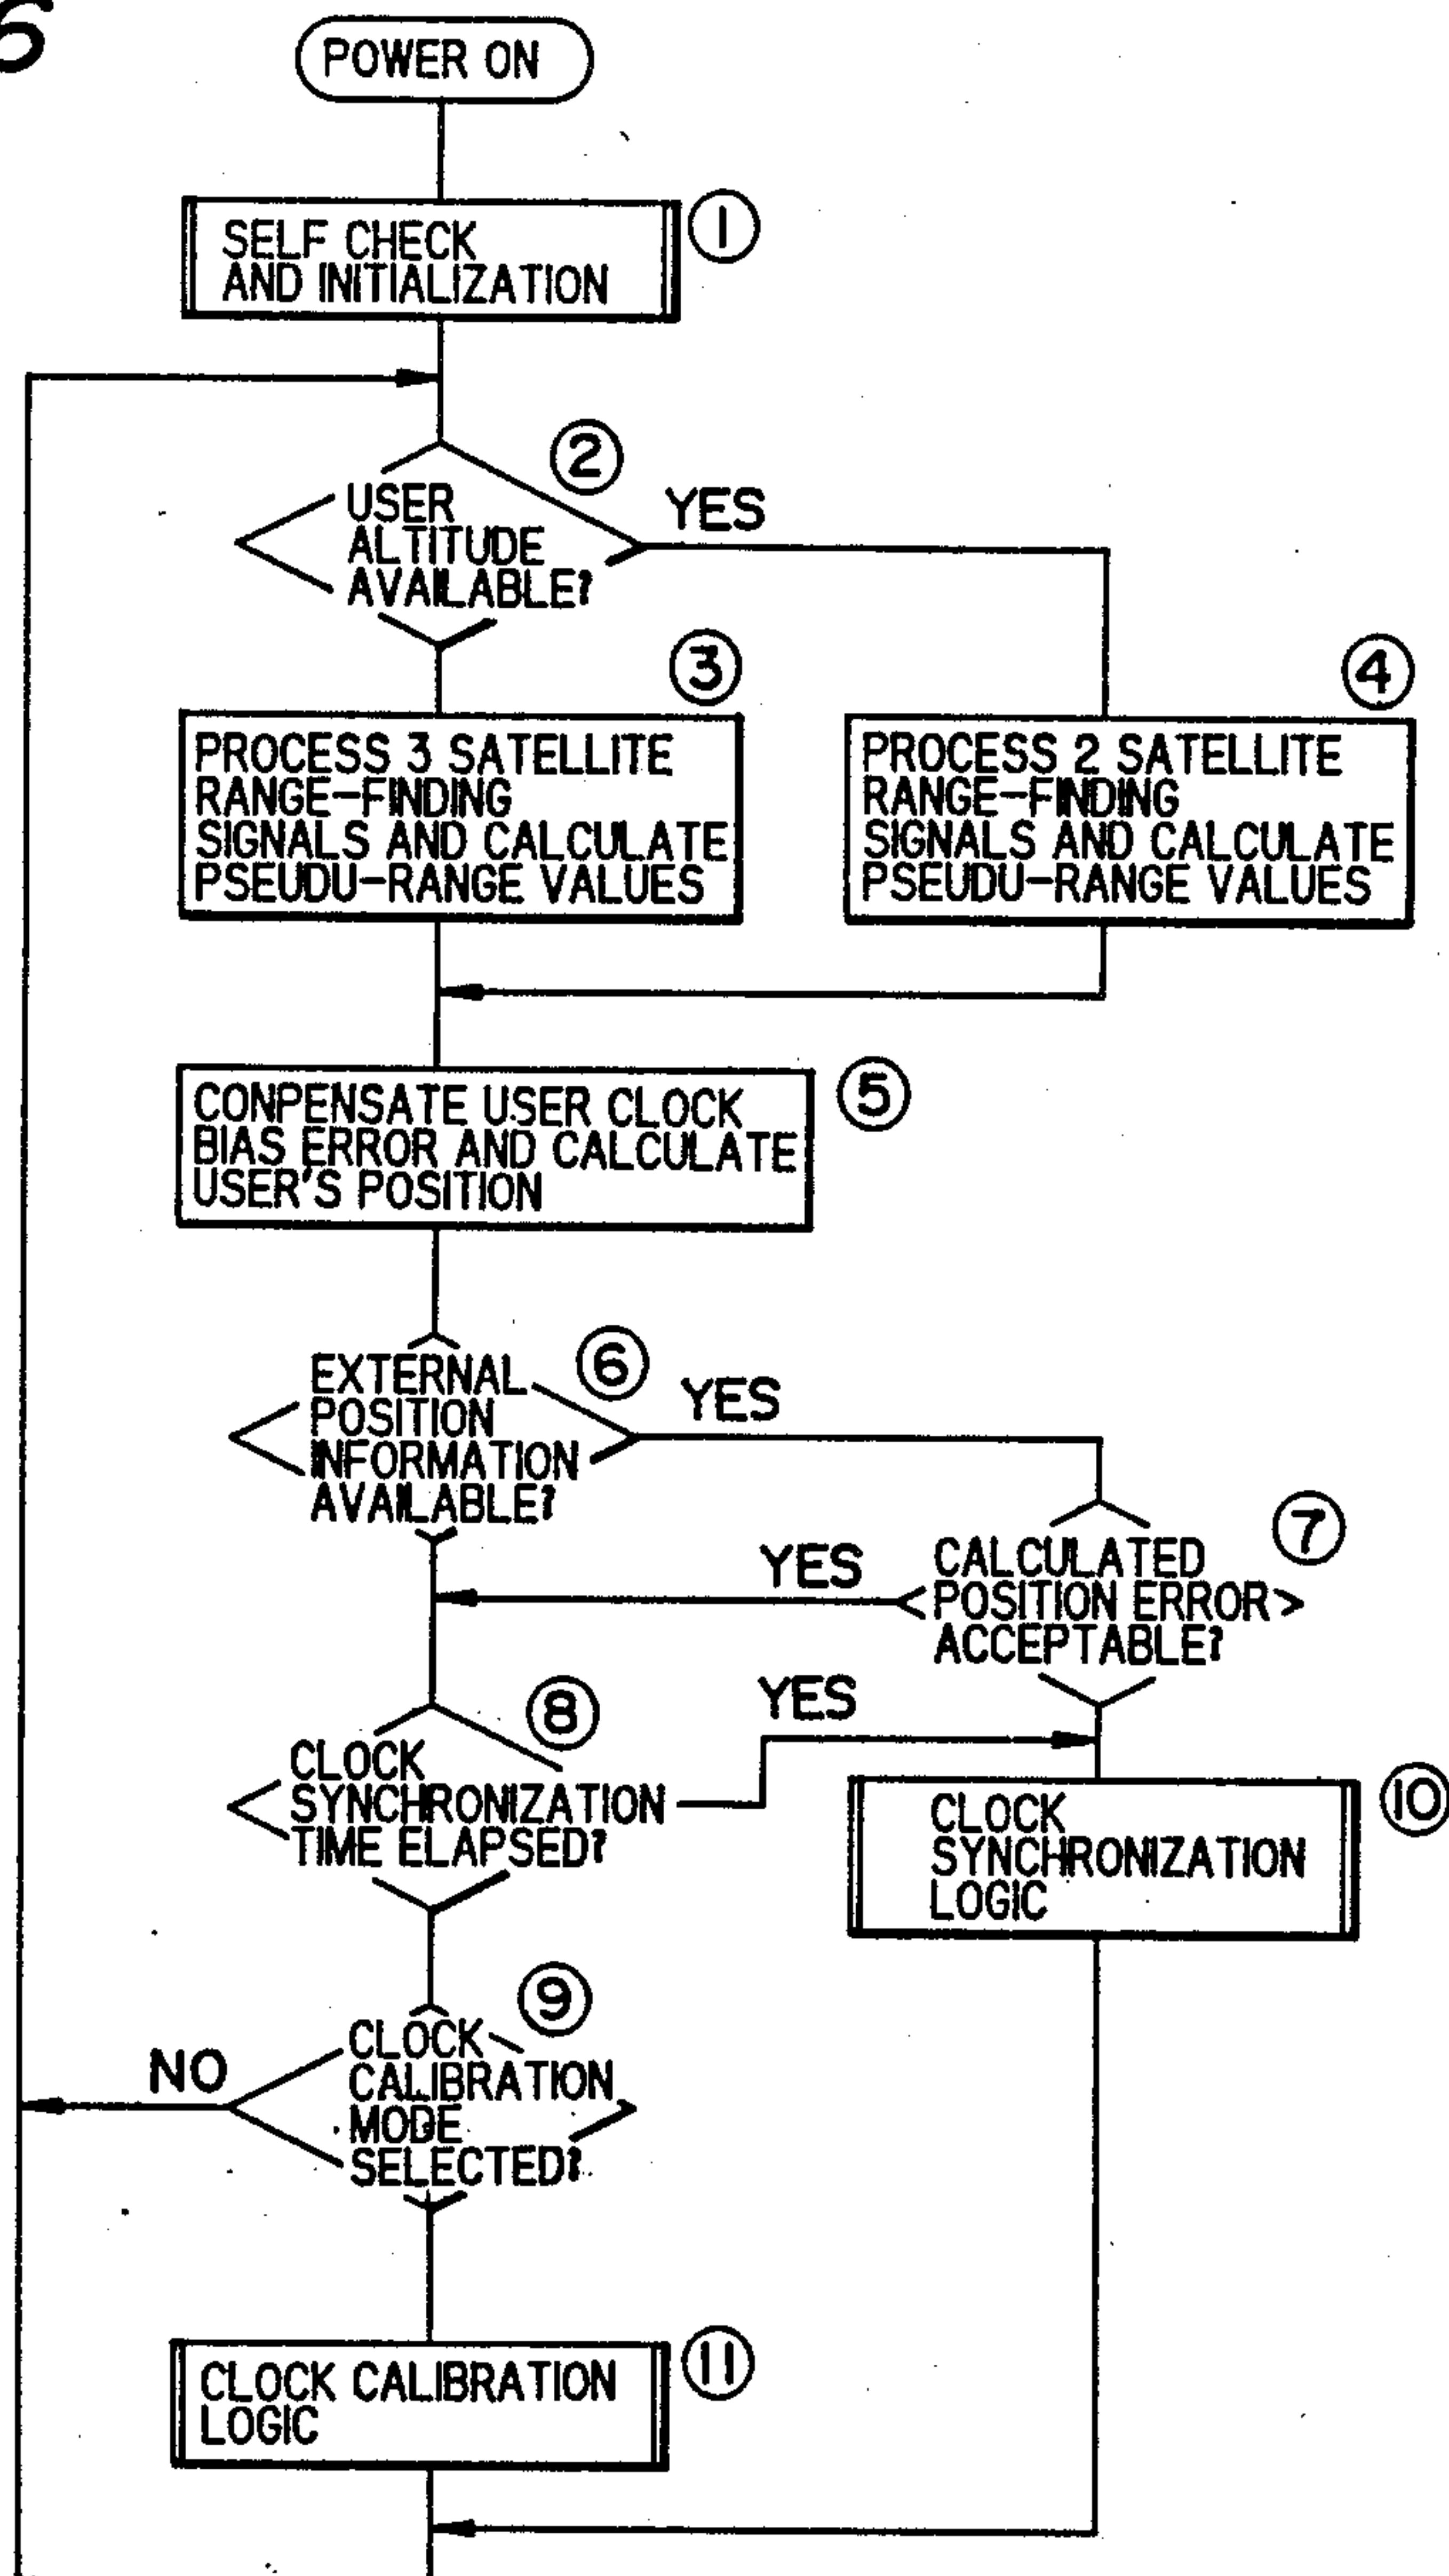 6
POWER ON
SELF CHECK
AND INITIALIZATION
①
②
USER
ALTITUDE
AVAILABLE?
YES
③
④
PROCESS 3 SATELLITE
RANGE-FINDING
SIGNALS AND CALCULATE
PSEUDU-RANGE VALUES
PROCESS 2 SATELLITE
RANGE-FINDING
SIGNALS AND CALCULATE
PSEUDU-RANGE VALUES
CONPENSATE USER CLOCK
BIAS ERROR AND CALCULATE
USER'S POSITION
⑤
EXTERNAL
POSITION
INFORMATION
AVAILABLE?
⑥
YES
⑦
CALCULATED
POSITION ERROR
ACCEPTABLE?
YES
⑧
CLOCK
SYNCHRONIZATION
TIME ELAPSED?
YES
⑩
CLOCK
SYNCHRONIZATION
LOGIC
⑨
CLOCK
CALIBRATION
MODE
SELECTED?
NO
CLOCK CALIBRATION
LOGIC
⑪